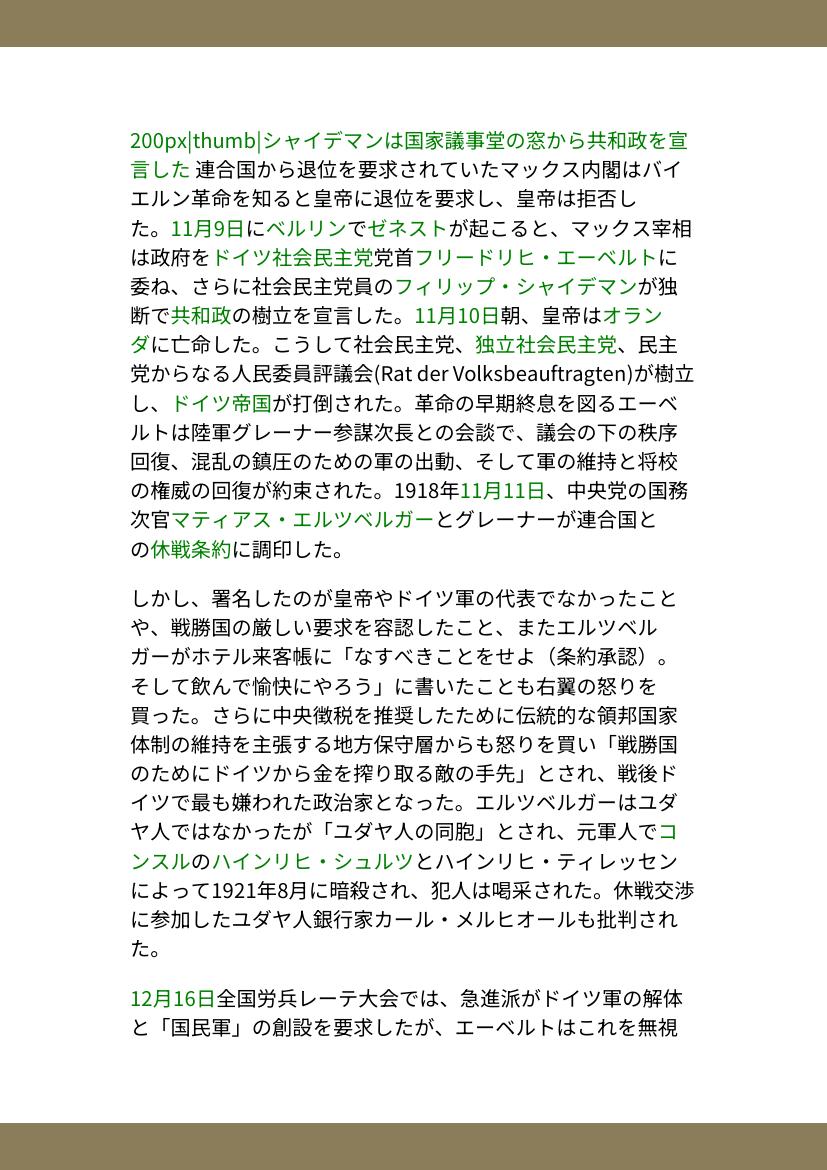 200px|thumb|シャイデマンは国家議事堂の窓から共和政を宣
言した 連合国から退位を要求されていたマックス内閣はバイ
エルン革命を知ると皇帝に退位を要求し、皇帝は拒否し
た。11月9日にベルリンでゼネストが起こると、マックス宰相
は政府をドイツ社会民主党党首フリードリヒ・エーベルトに
委ね、さらに社会民主党員のフィリップ・シャイデマンが独
断で共和政の樹立を宣言した。11月10日朝、皇帝はオラン
ダに亡命した。こうして社会民主党、独立社会民主党、民主
党からなる人民委員評議会(Rat der Volksbeauftragten)が樹立
し、ドイツ帝国が打倒された。革命の早期終息を図るエーベ
ルトは陸軍グレーナー参謀次長との会談で、議会の下の秩序
回復、混乱の鎮圧のための軍の出動、そして軍の維持と将校
の権威の回復が約束された。1918年11月11日、中央党の国務
次官マティアス・エルツベルガーとグレーナーが連合国と
の休戦条約に調印した。
しかし、署名したのが皇帝やドイツ軍の代表でなかったこと
や、戦勝国の厳しい要求を容認したこと、またエルツベル
ガーがホテル来客帳に「なすべきことをせよ（条約承認）。
そして飲んで愉快にやろう」に書いたことも右翼の怒りを
買った。さらに中央徴税を推奨したために伝統的な領邦国家
体制の維持を主張する地方保守層からも怒りを買い「戦勝国
のためにドイツから金を搾り取る敵の手先」とされ、戦後ド
イツで最も嫌われた政治家となった。エルツベルガーはユダ
ヤ人ではなかったが「ユダヤ人の同胞」とされ、元軍人でコ
ンスルのハインリヒ・シュルツとハインリヒ・ティレッセン
によって1921年8月に暗殺され、犯人は喝采された。休戦交渉
に参加したユダヤ人銀行家カール・メルヒオールも批判され
た。
12月16日全国労兵レーテ大会では、急進派がドイツ軍の解体
と「国民軍」の創設を要求したが、エーベルトはこれを無視